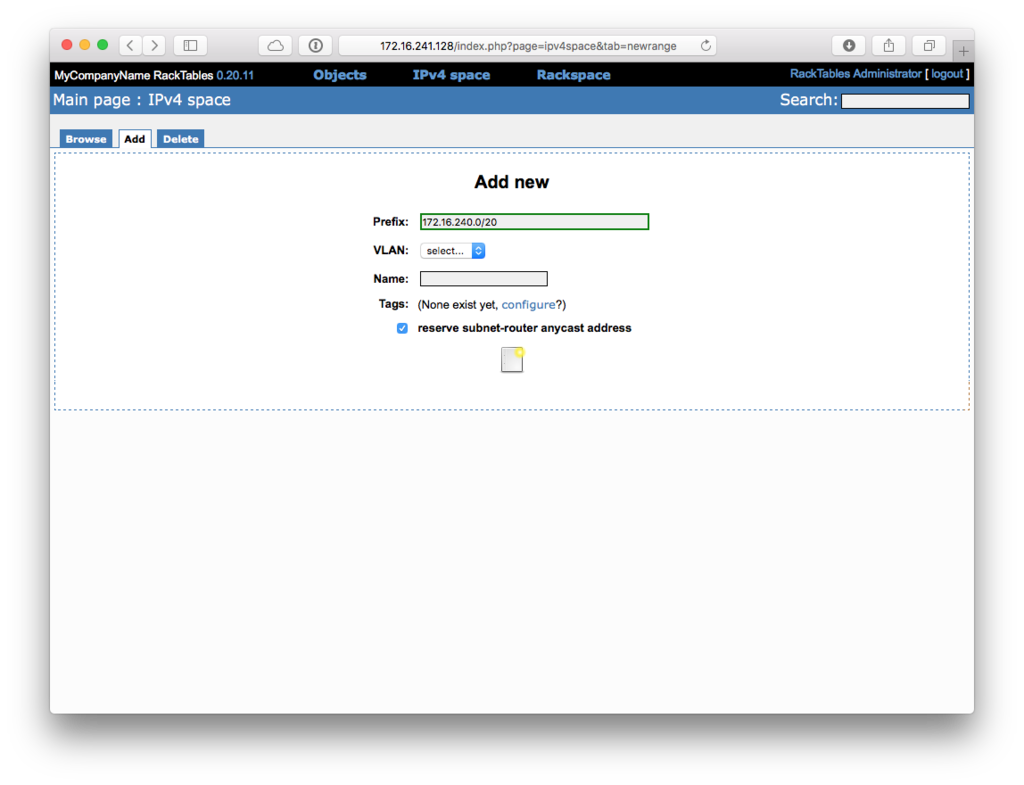 172.16.241.128/index.php?page=ipv4space&tab=newrange
MyCompanyName RackTables 0.20.11 Objects IPv4 space Rackspace RackTables Administrator [ logout ]
Main page : IPv4 space Search:
Browse Add Delete
Add new
Prefix: 172.16.240.0/20
VLAN: select...
Name:
Tags: (None exist yet, configure?)
reserve subnet-router anycast address